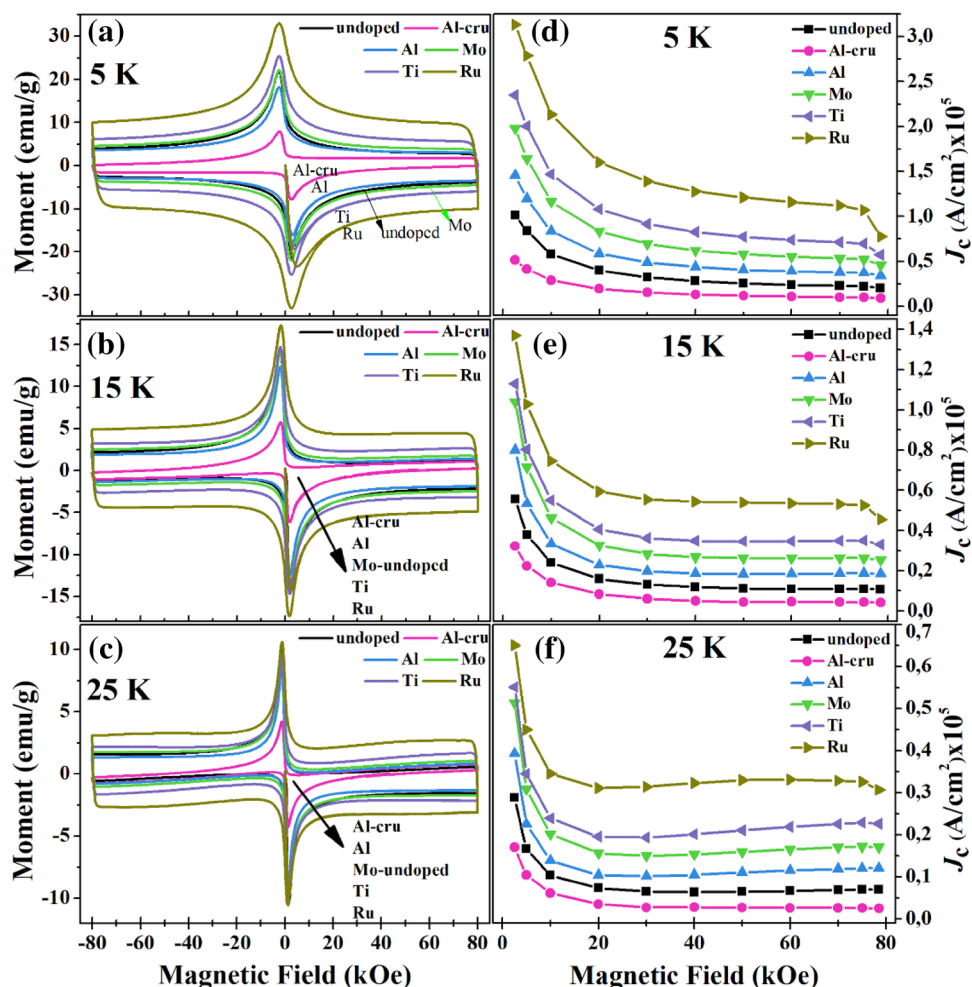 (a)
undoped Al-cru
Al Mo
Ti Ru
5 K
30
20
10
0
-10
-20
-30
Moment (emu/g)
Al-cru
Al
Ti
Ru
undopcd
Mo
(b)
undoped Al-cru
Al Mo
Ti Ru
15 K
15
10
5
0
-5
-10
-15
Moment (emu/g)
Al-cru
Al
Mo-undopcd
Ti
Ru
(c)
undoped Al-cru
Al Mo
Ti Ru
25 K
10
5
0
-5
-10
Moment (emu/g)
Al-cru
Al
Mo-undoped
Ti
Ru
-80 -60 -40 -20 0 20 40 60 80
Magnetic Field (kOe)
(d)
5 K
undoped
Al-cru
Al
Mo
Ti
Ru
3,0
2,5
2,0
1,5
1,0
0,5
0,0
Jc (A/cm²)x10⁵
(e)
15 K
undoped
Al-cru
Al
Mo
Ti
Ru
1,4
1,2
1,0
0,8
0,6
0,4
0,2
0,0
Jc (A/cm²)x10⁵
(f)
25 K
undoped
Al-cru
Al
Mo
Ti
Ru
0,7
0,6
0,5
0,4
0,3
0,2
0,1
0,0
Jc (A/cm²)x10⁵
0 20 40 60 80
Magnetic Field (kOe)